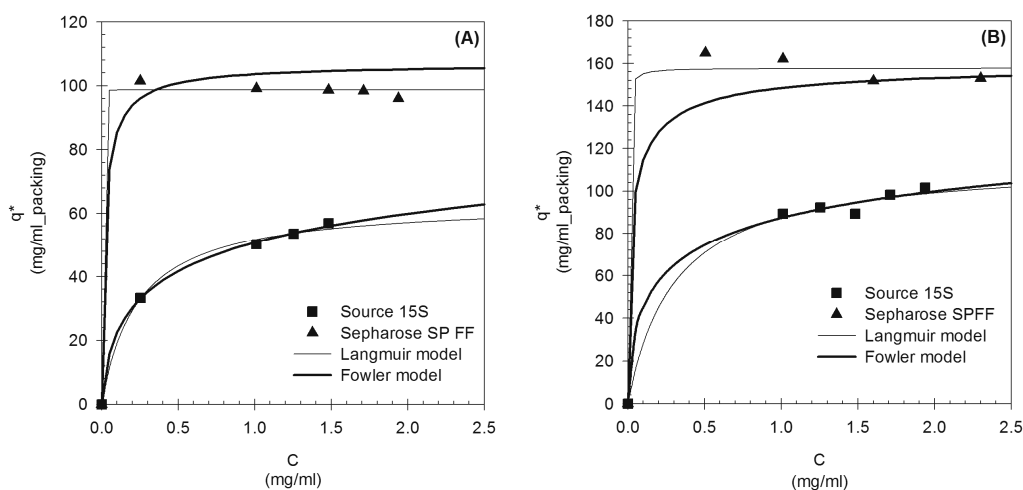 (A)
120
100
80
60
40
20
0
q*
(mg/ml_packing)
Source 15S
Sepharose SP FF
Langmuir model
Fowler model
0.0 0.5 1.0 1.5 2.0 2.5
C
(mg/ml)
(B)
180
160
140
120
100
80
60
40
20
0
q*
(mg/ml_packing)
Source 15S
Sepharose SPFF
Langmuir model
Fowler model
0.0 0.5 1.0 1.5 2.0 2.5
C
(mg/ml)